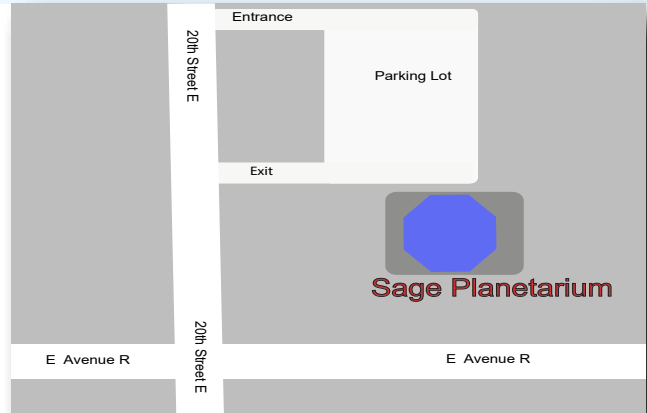 Entrance
20th Street E
Parking Lot
Exit
Sage Planetarium
20th Street E
E Avenue R
E Avenue R